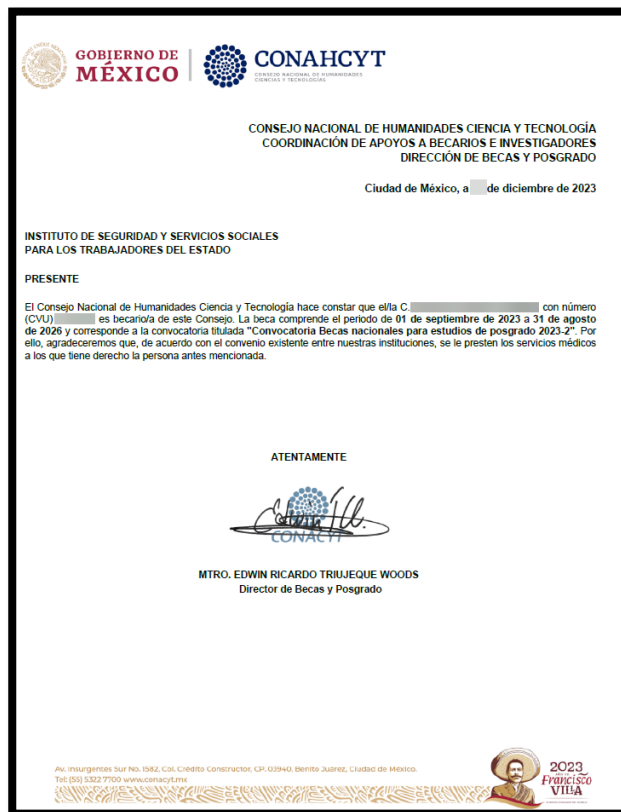 GOBIERNO DE
MÉXICO
CONAHCYT
CONSEJO NACIONAL DE HUMANIDADES
CIENCIAS Y TECNOLOGÍAS
CONSEJO NACIONAL DE HUMANIDADES CIENCIA Y TECNOLOGÍA
COORDINACIÓN DE APOYOS A BECARIOS E INVESTIGADORES
DIRECCIÓN DE BECAS Y POSGRADO
Ciudad de México, a de diciembre de 2023
INSTITUTO DE SEGURIDAD Y SERVICIOS SOCIALES
PARA LOS TRABAJADORES DEL ESTADO
PRESENTE
El Consejo Nacional de Humanidades Ciencia y Tecnología hace constar que el/la C. con número
(CVU) es becario/a de este Consejo. La beca comprende el periodo de 01 de septiembre de 2023 a 31 de agosto
de 2026 y corresponde a la convocatoria titulada "Convocatoria Becas nacionales para estudios de posgrado 2023-2". Por
ello, agradeceremos que, de acuerdo con el convenio existente entre nuestras instituciones, se le presten los servicios médicos
a los que tiene derecho la persona antes mencionada.
ATENTAMENTE
CONACYT
MTRO. EDWIN RICARDO TRIUJEQUE WOODS
Director de Becas y Posgrado
Av. Insurgentes Sur No. 1582, Col. Crédito Constructor, CP. 03940, Benito Juárez, Ciudad de México.
Tel: (55) 5322 7700 www.conacyt.mx
2023
Francisco
VILLA